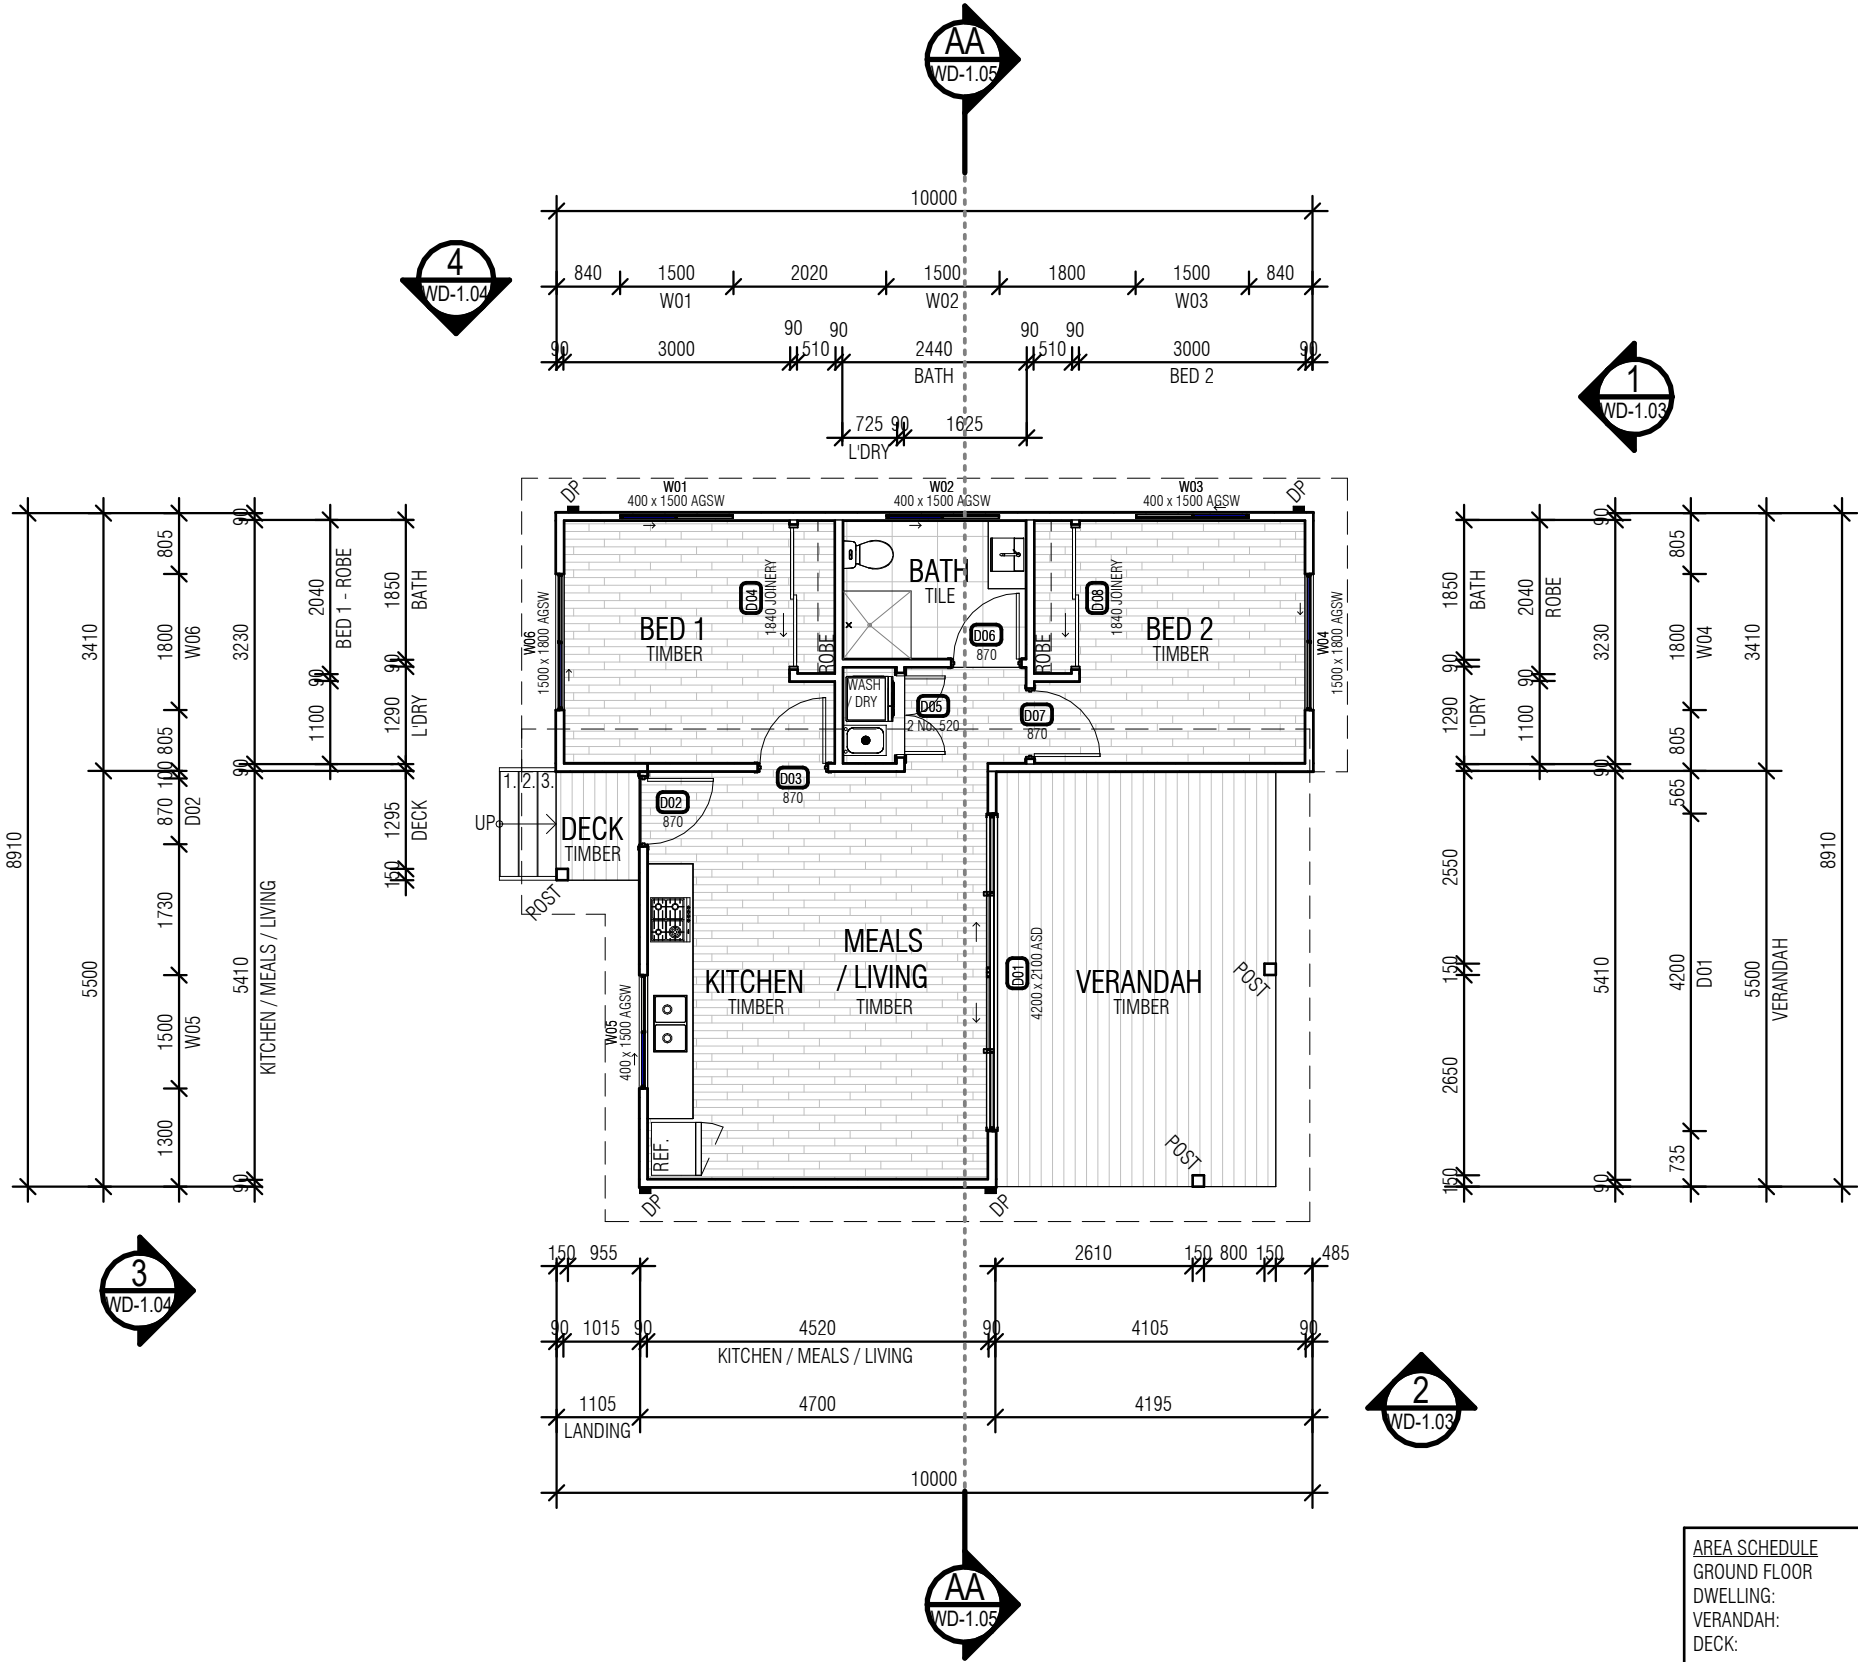 AA
WD-1.05
10000
4
WD-1.04
840 1500 2020 1500 1800 1500 840
W01 W02 W03
90 90 90 90
90 3000 510 2440 510 3000 90
BATH BED 2
1
WD-1.03
725 90 1625
L'DRY
DP W01 W02 W03 DP
400 x 1500 AGSW 400 x 1500 AGSW 400 x 1500 AGSW
8910
3410
5500
805
1800 W06
805
100
870 D02
1730
1500 W05
1300
90
3230
90
5410 KITCHEN / MEALS / LIVING
90
2040 BED 1 - ROBE
90
1100
1850 BATH
90
1290 L'DRY
90
1295 DECK
150
W06
1500 x 1800 AGSW
BED 1
TIMBER
D04
1840 JOINERY
ROBE
BATH
TILE
D06
870
ROBE
D08
1840 JOINERY
BED 2
TIMBER
W04
1500 x 1800 AGSW
WASH
/ DRY
D05
2 No. 520
D07
870
D03
870
1. 2. 3.
UP
DECK
TIMBER
POST
D02
870
MEALS
/ LIVING
TIMBER
KITCHEN
TIMBER
W05
400 x 1500 AGSW
REF.
D01
4200 x 2100 ASD
VERANDAH
TIMBER
POST
POST
DP DP
1850 BATH
90
1290 L'DRY
2550
150
2650
150
2040 ROBE
90
1100
90
3230
90
5410
90
805
1800 W04
805
565
4200 D01
735
3410
5500 VERANDAH
8910
3
WD-1.04
150 955 2610 150 800 150 485
90 1015 90 4520 90 4105 90
KITCHEN / MEALS / LIVING
1105 4700 4195
LANDING
2
WD-1.03
10000
AA
WD-1.05
AREA SCHEDULE
GROUND FLOOR
DWELLING:
VERANDAH:
DECK: